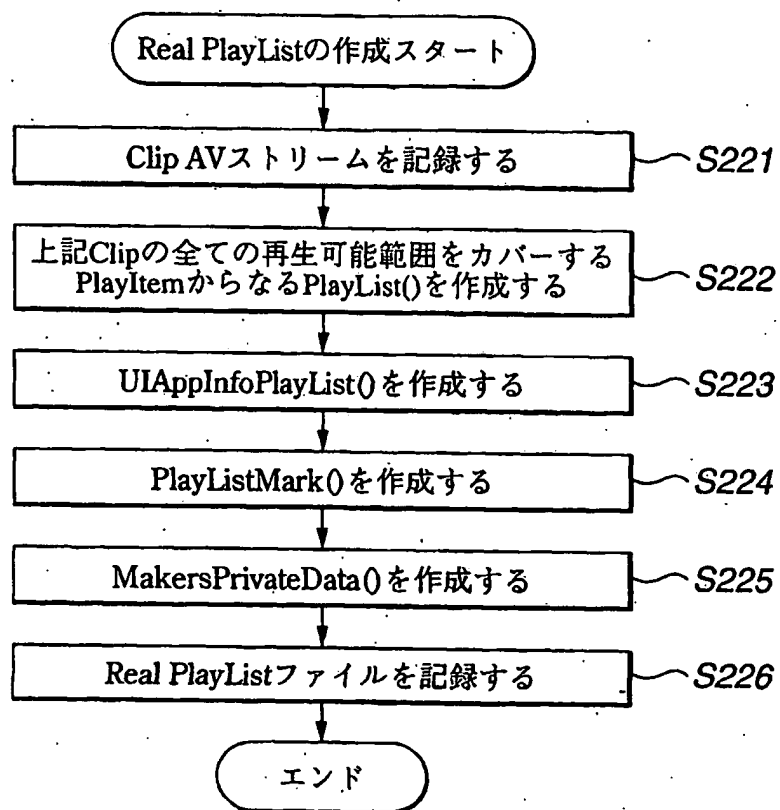 Real PlayListの作成スタート
Clip AVストリームを記録する
S221
上記Clipの全ての再生可能範囲をカバーする
PlayItemからなるPlayList()を作成する
S222
UIAppInfoPlayList()を作成する
S223
PlayListMark()を作成する
S224
MakersPrivateData()を作成する
S225
Real PlayListファイルを記録する
S226
エンド